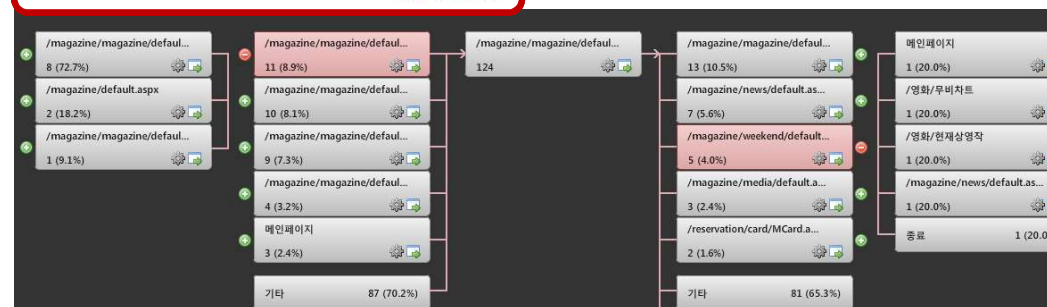 /magazine/magazine/defaul...
8 (72.7%)
/magazine/default.aspx
2 (18.2%)
/magazine/magazine/defaul...
1 (9.1%)
/magazine/magazine/defaul...
11 (8.9%)
/magazine/magazine/defaul...
10 (8.1%)
/magazine/magazine/defaul...
9 (7.3%)
/magazine/magazine/defaul...
4 (3.2%)
메인페이지
3 (2.4%)
기타 87 (70.2%)
/magazine/magazine/defaul...
124
/magazine/magazine/defaul...
13 (10.5%)
/magazine/news/default.as...
7 (5.6%)
/magazine/weekend/default...
5 (4.0%)
/magazine/media/default.a...
3 (2.4%)
/reservation/card/MCard.a...
2 (1.6%)
기타 81 (65.3%)
메인페이지
1 (20.0%)
/영화/무비차트
1 (20.0%)
/영화/현재상영작
1 (20.0%)
/magazine/news/default.as...
1 (20.0%)
종료 1 (20.0